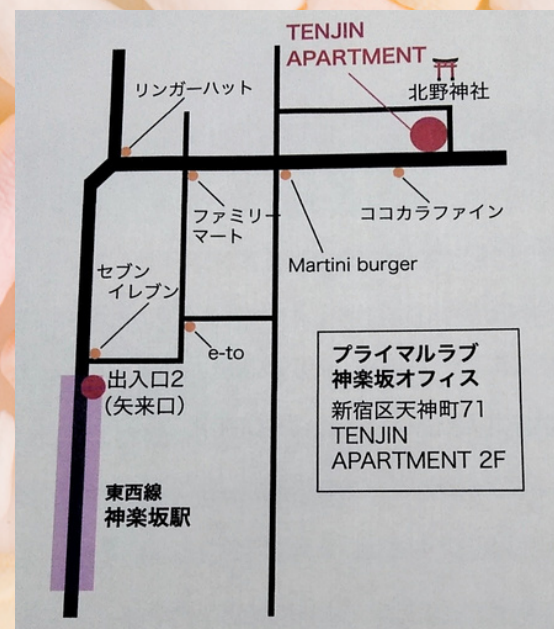 TENJIN
APARTMENT
北野神社
リンガーハット
ファミリー
マート
ココカラファイン
Martini burger
セブン
イレブン
e-to
出入口2
(矢来口)
東西線
神楽坂駅
プライマルラブ
神楽坂オフィス
新宿区天神町71
TENJIN
APARTMENT 2F